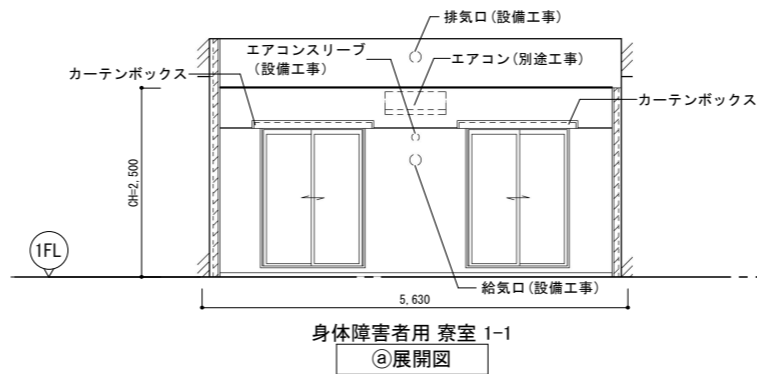 排気口(設備工事)
エアコンスリーブ
(設備工事)
エアコン(別途工事)
カーテンボックス
カーテンボックス
CH=2,500
1FL
給気口(設備工事)
5,630
身体障害者用 寮室 1-1
ⓐ展開図